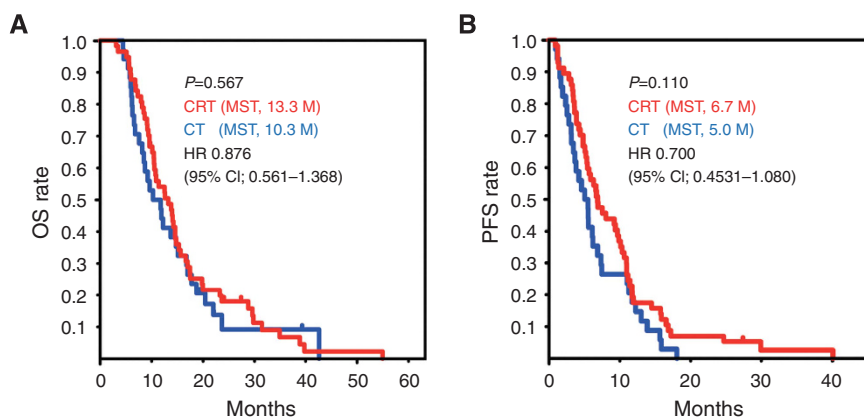 A
OS rate
1.0
0.9
0.8
0.7
0.6
0.5
0.4
0.3
0.2
0.1
P=0.567
CRT (MST, 13.3 M)
CT (MST, 10.3 M)
HR 0.876
(95% CI; 0.561–1.368)
0 10 20 30 40 50 60
Months
B
PFS rate
1.0
0.9
0.8
0.7
0.6
0.5
0.4
0.3
0.2
0.1
P=0.110
CRT (MST, 6.7 M)
CT (MST, 5.0 M)
HR 0.700
(95% CI; 0.4531–1.080)
0 10 20 30 40
Months